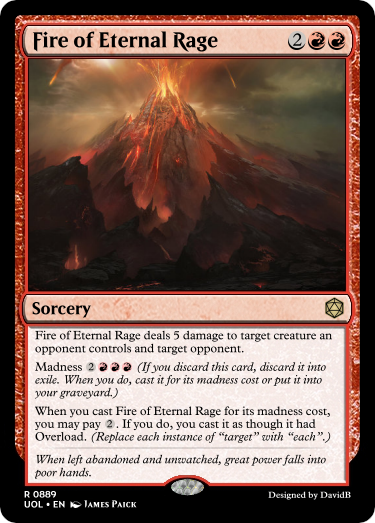 Fire of Eternal Rage 2
Sorcery
Fire of Eternal Rage deals 5 damage to target creature an
opponent controls and target opponent.
Madness 2 (If you discard this card, discard it into
exile. When you do, cast it for its madness cost or put it into
your graveyard.)
When you cast Fire of Eternal Rage for its madness cost,
you may pay 2. If you do, you cast it as though it had
Overload. (Replace each instance of “target” with “each”.)
When left abandoned and unwatched, great power falls into
poor hands.
R 0889
UOL • EN JAMES PAICK
Designed by DavidB